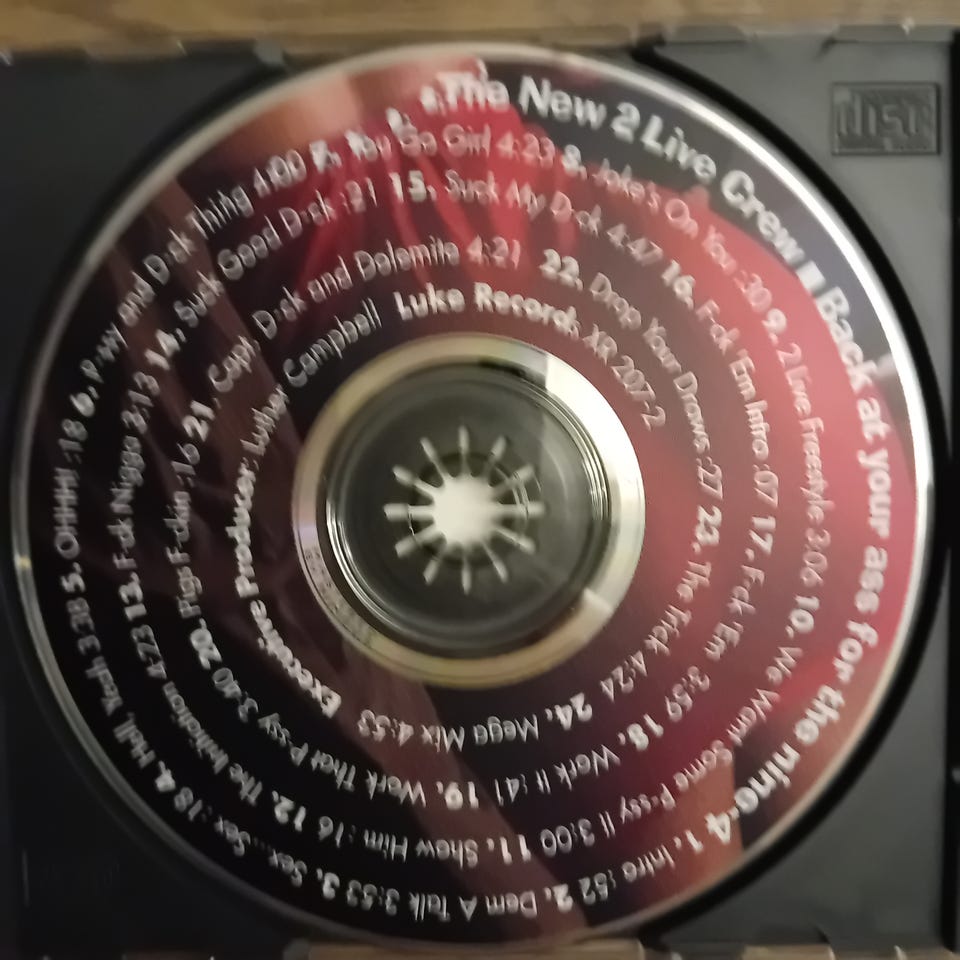 The New 2 Live Crew Back at your ass for the nine-4
1. Intro :52
2. Dem A Talk 3:53
3. Sex...Sex :18
4. Hell, Yeah 3:38
5. OHHH! :18
6. P-ssy and D-ck Thing 4:00
7. You Go Girl 4:23
8. Joke's On You :30
9. 2 Live Freestyle 3:06
10. We Want Some P-ssy II 3:00
11. Show Him :16
12. The Initiation 4:23
13. F-ck Nigga 3:13
14. Suck Good D-ck :21
15. Suck My D-ck 4:47
16. F-ck 'Em Intro :07
17. F-ck 'Em 3:59
18. Work It :41
19. Work That P-ssy 3:40
20. Pigs F-ckin :16
21. Capt. D-ck and Dolemite 4:21
22. Drop Your Draws :27
23. The Trick 4:24
24. Mega Mix 4:53
Executive Producer: Luther Campbell
Luke Records XR 207-2
disc